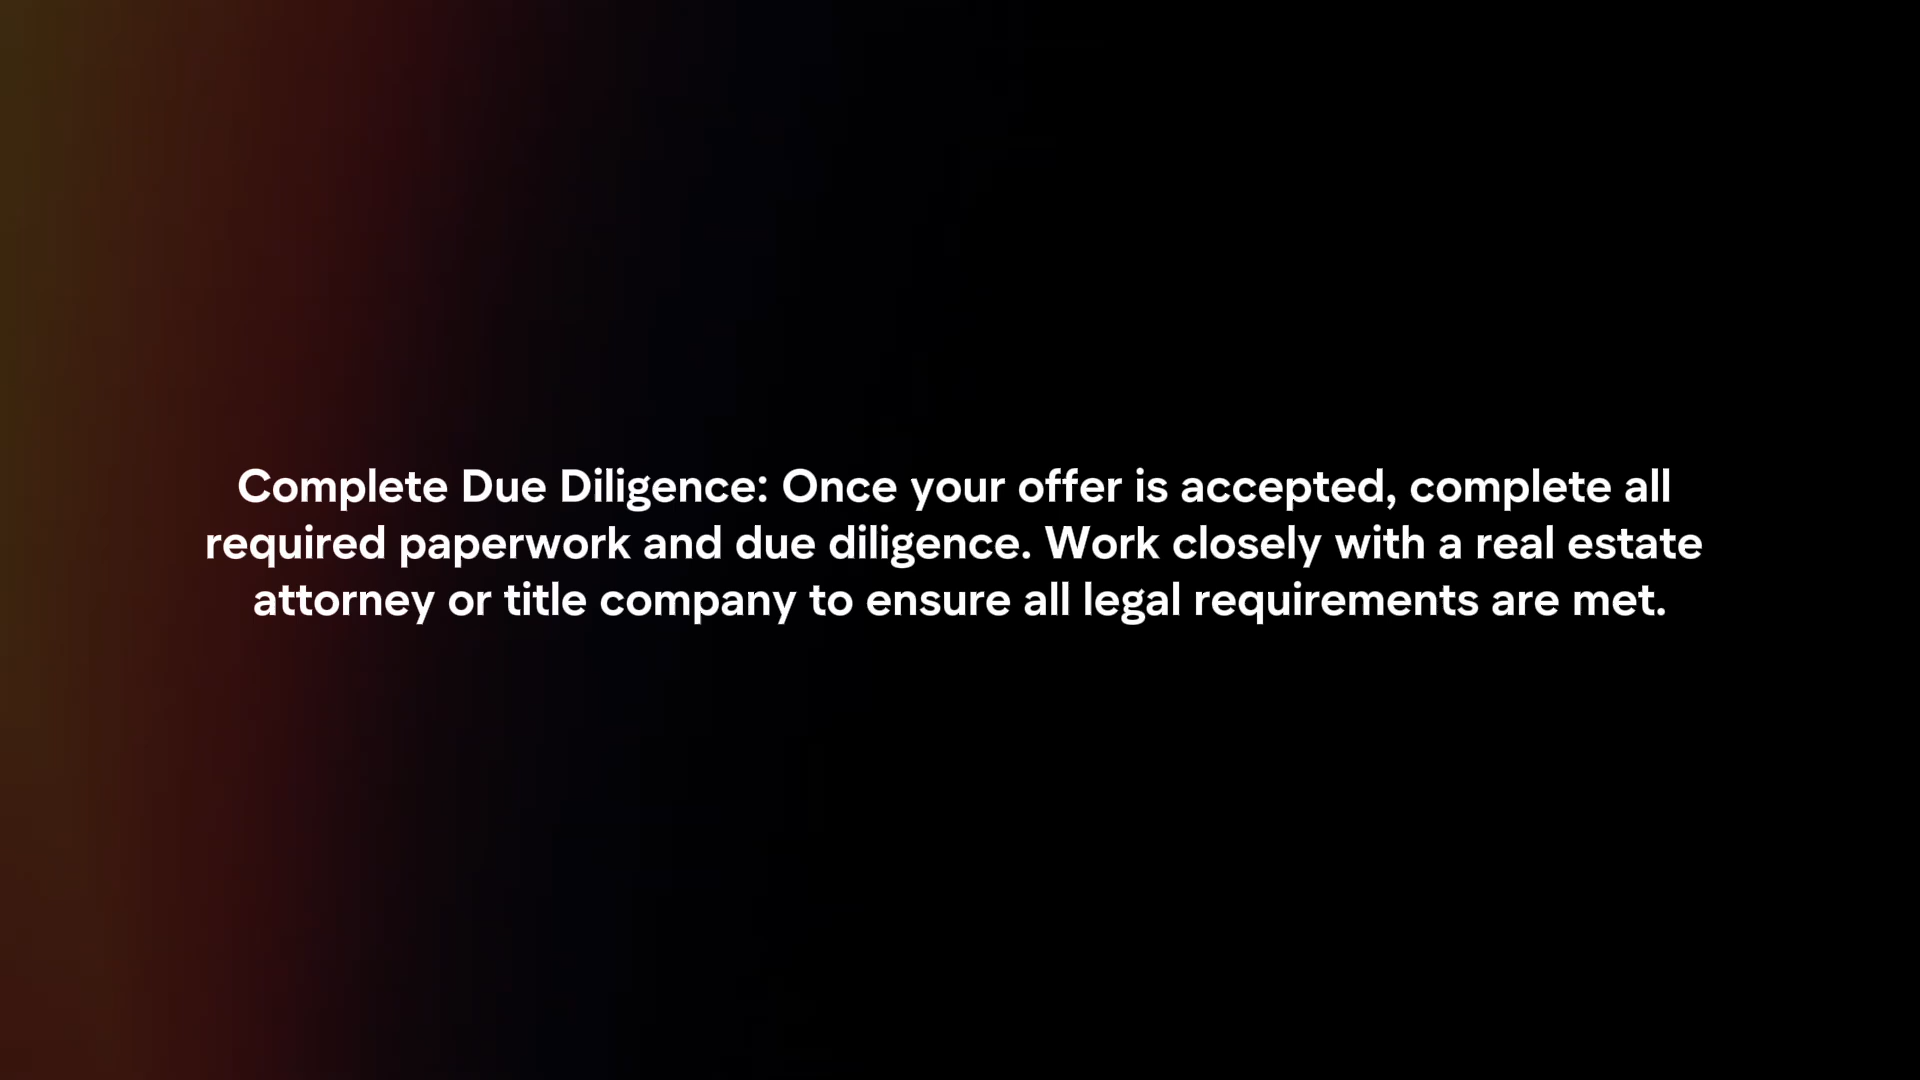 Complete Due Diligence: Once your offer is accepted, complete all
required paperwork and due diligence. Work closely with a real estate
attorney or title company to ensure all legal requirements are met.